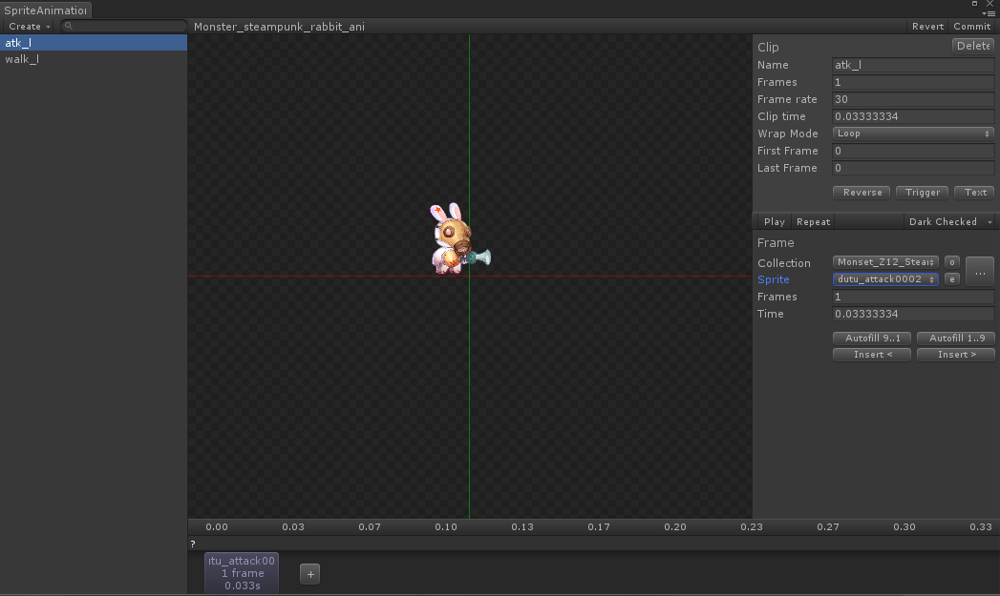 SpriteAnimation
Create
Monster_steampunk_rabbit_ani
Revert Commit
atk_l
walk_l
Clip Delete
Name atk_l
Frames 1
Frame rate 30
Clip time 0.03333334
Wrap Mode Loop
First Frame 0
Last Frame 0
Reverse Trigger Text
Play Repeat Dark Checked
Frame
Collection Monset_Z12_Stear o ...
Sprite dutu_attack0002 e
Frames 1
Time 0.03333334
Autofill 9..1 Autofill 1..9
Insert < Insert >
0.00 0.03 0.07 0.10 0.13 0.17 0.20 0.23 0.27 0.30 0.33
?
utu_attack00
1 frame +
0.033s